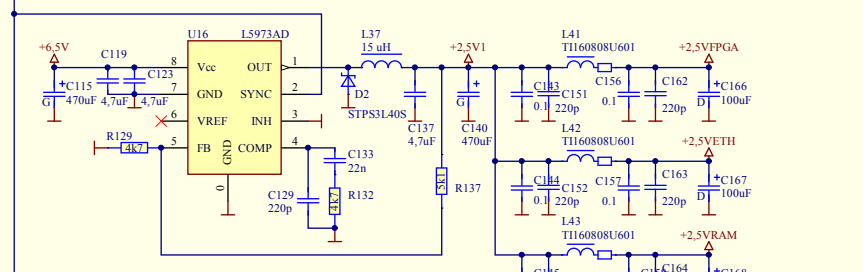 U16
L5973AD
L37
15 uH
L41
TI160808U601
+6,5V
+2,5V1
+2,5VFPGA
C119
8
Vcc
OUT
1
C123
C115
470uF
G
4,7uF
4,7uF
7
GND
SYNC
2
D2
STPS3L40S
C143
0.1
C151
220p
C156
0.1
C162
220p
C166
100uF
D
6
VREF
INH
3
C137
4,7uF
G
C140
470uF
R129
4k7
5
FB
GND
COMP
4
0
C133
22n
C129
220p
4k7
R132
5k1
R137
L42
TI160808U601
+2,5VETH
C144
0.1
C152
220p
C157
0.1
C163
220p
C167
100uF
D
L43
TI160808U601
+2,5VRAM
C164